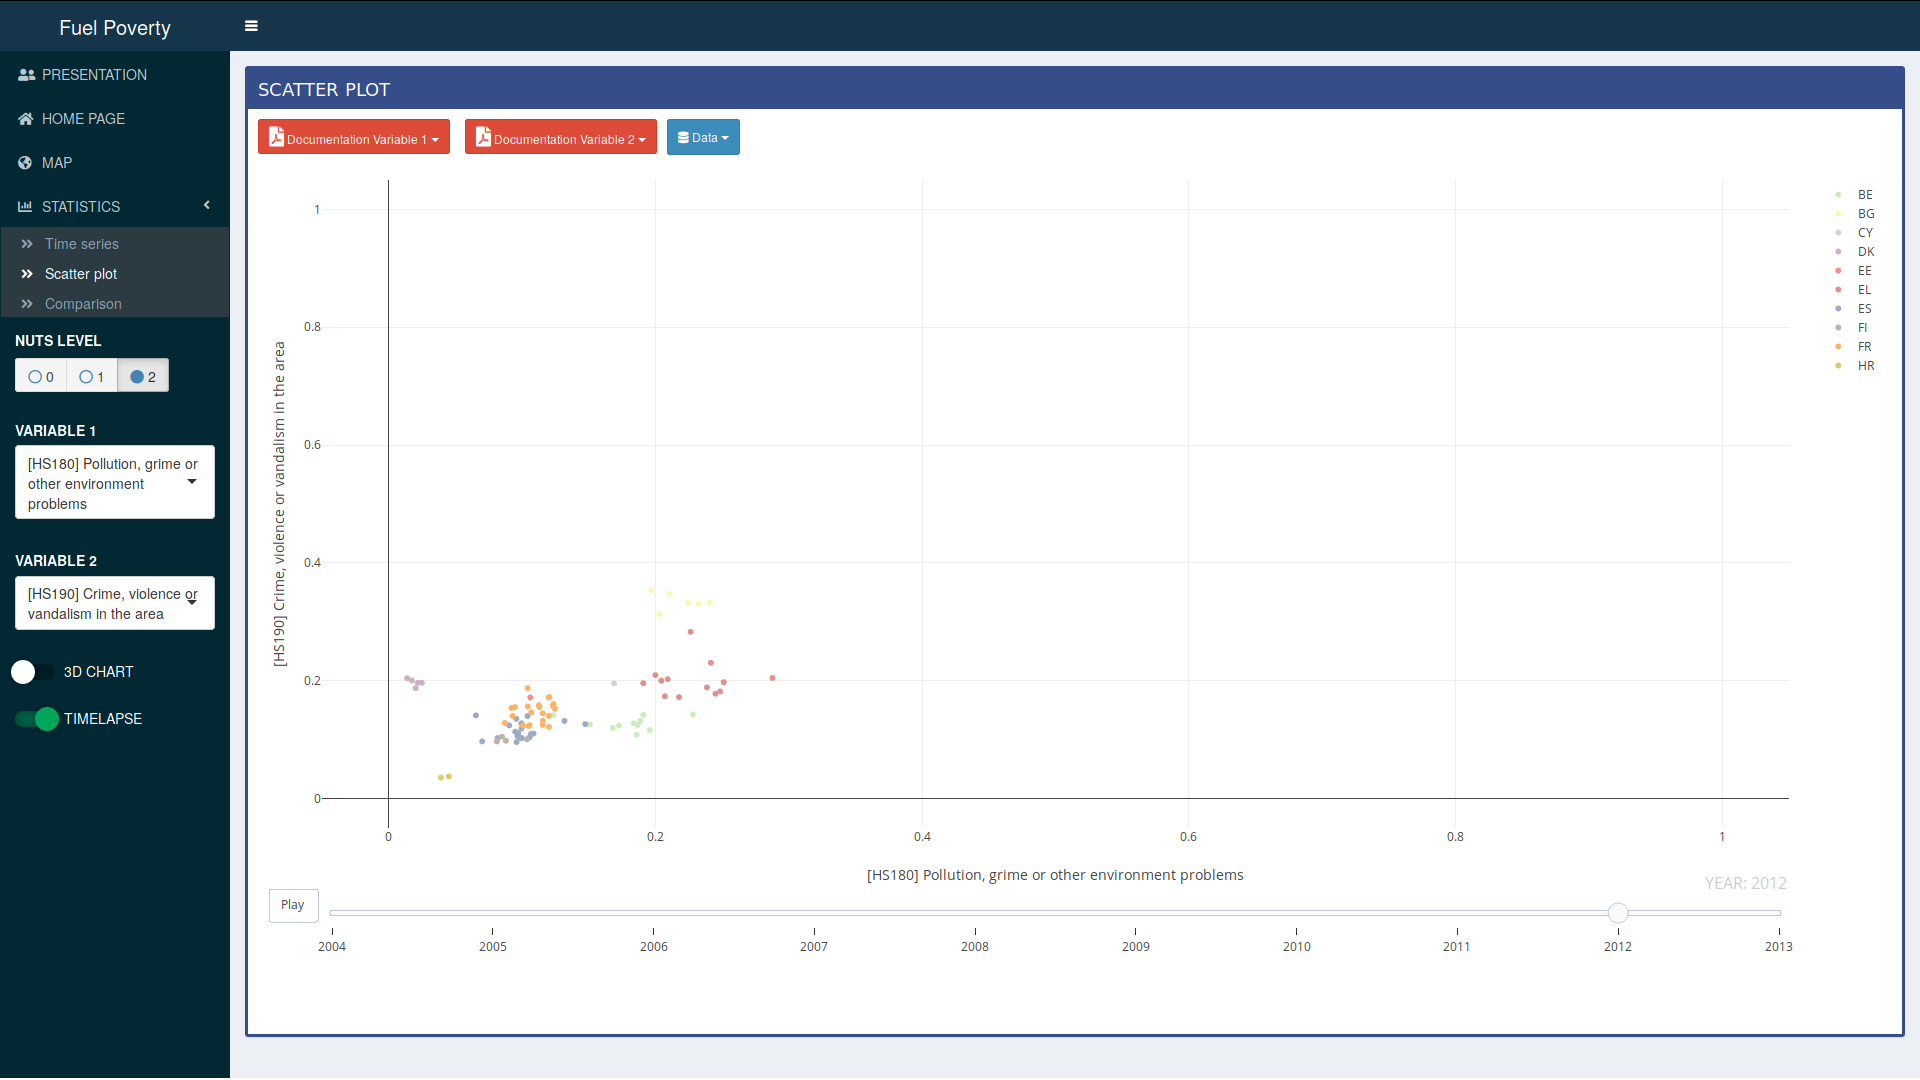 Fuel Poverty
PRESENTATION
HOME PAGE
MAP
STATISTICS
Time series
Scatter plot
Comparison
NUTS LEVEL
0 1 2
VARIABLE 1
[HS180] Pollution, grime or
other environment
problems
VARIABLE 2
[HS190] Crime, violence or
vandalism in the area
3D CHART
TIMELAPSE
SCATTER PLOT
Documentation Variable 1
Documentation Variable 2
Data
[HS190] Crime, violence or vandalism in the area
1
0.8
0.6
0.4
0.2
0
0 0.2 0.4 0.6 0.8 1
[HS180] Pollution, grime or other environment problems
BE
BG
CY
DK
EE
EL
ES
FI
FR
HR
YEAR: 2012
Play
2004 2005 2006 2007 2008 2009 2010 2011 2012 2013